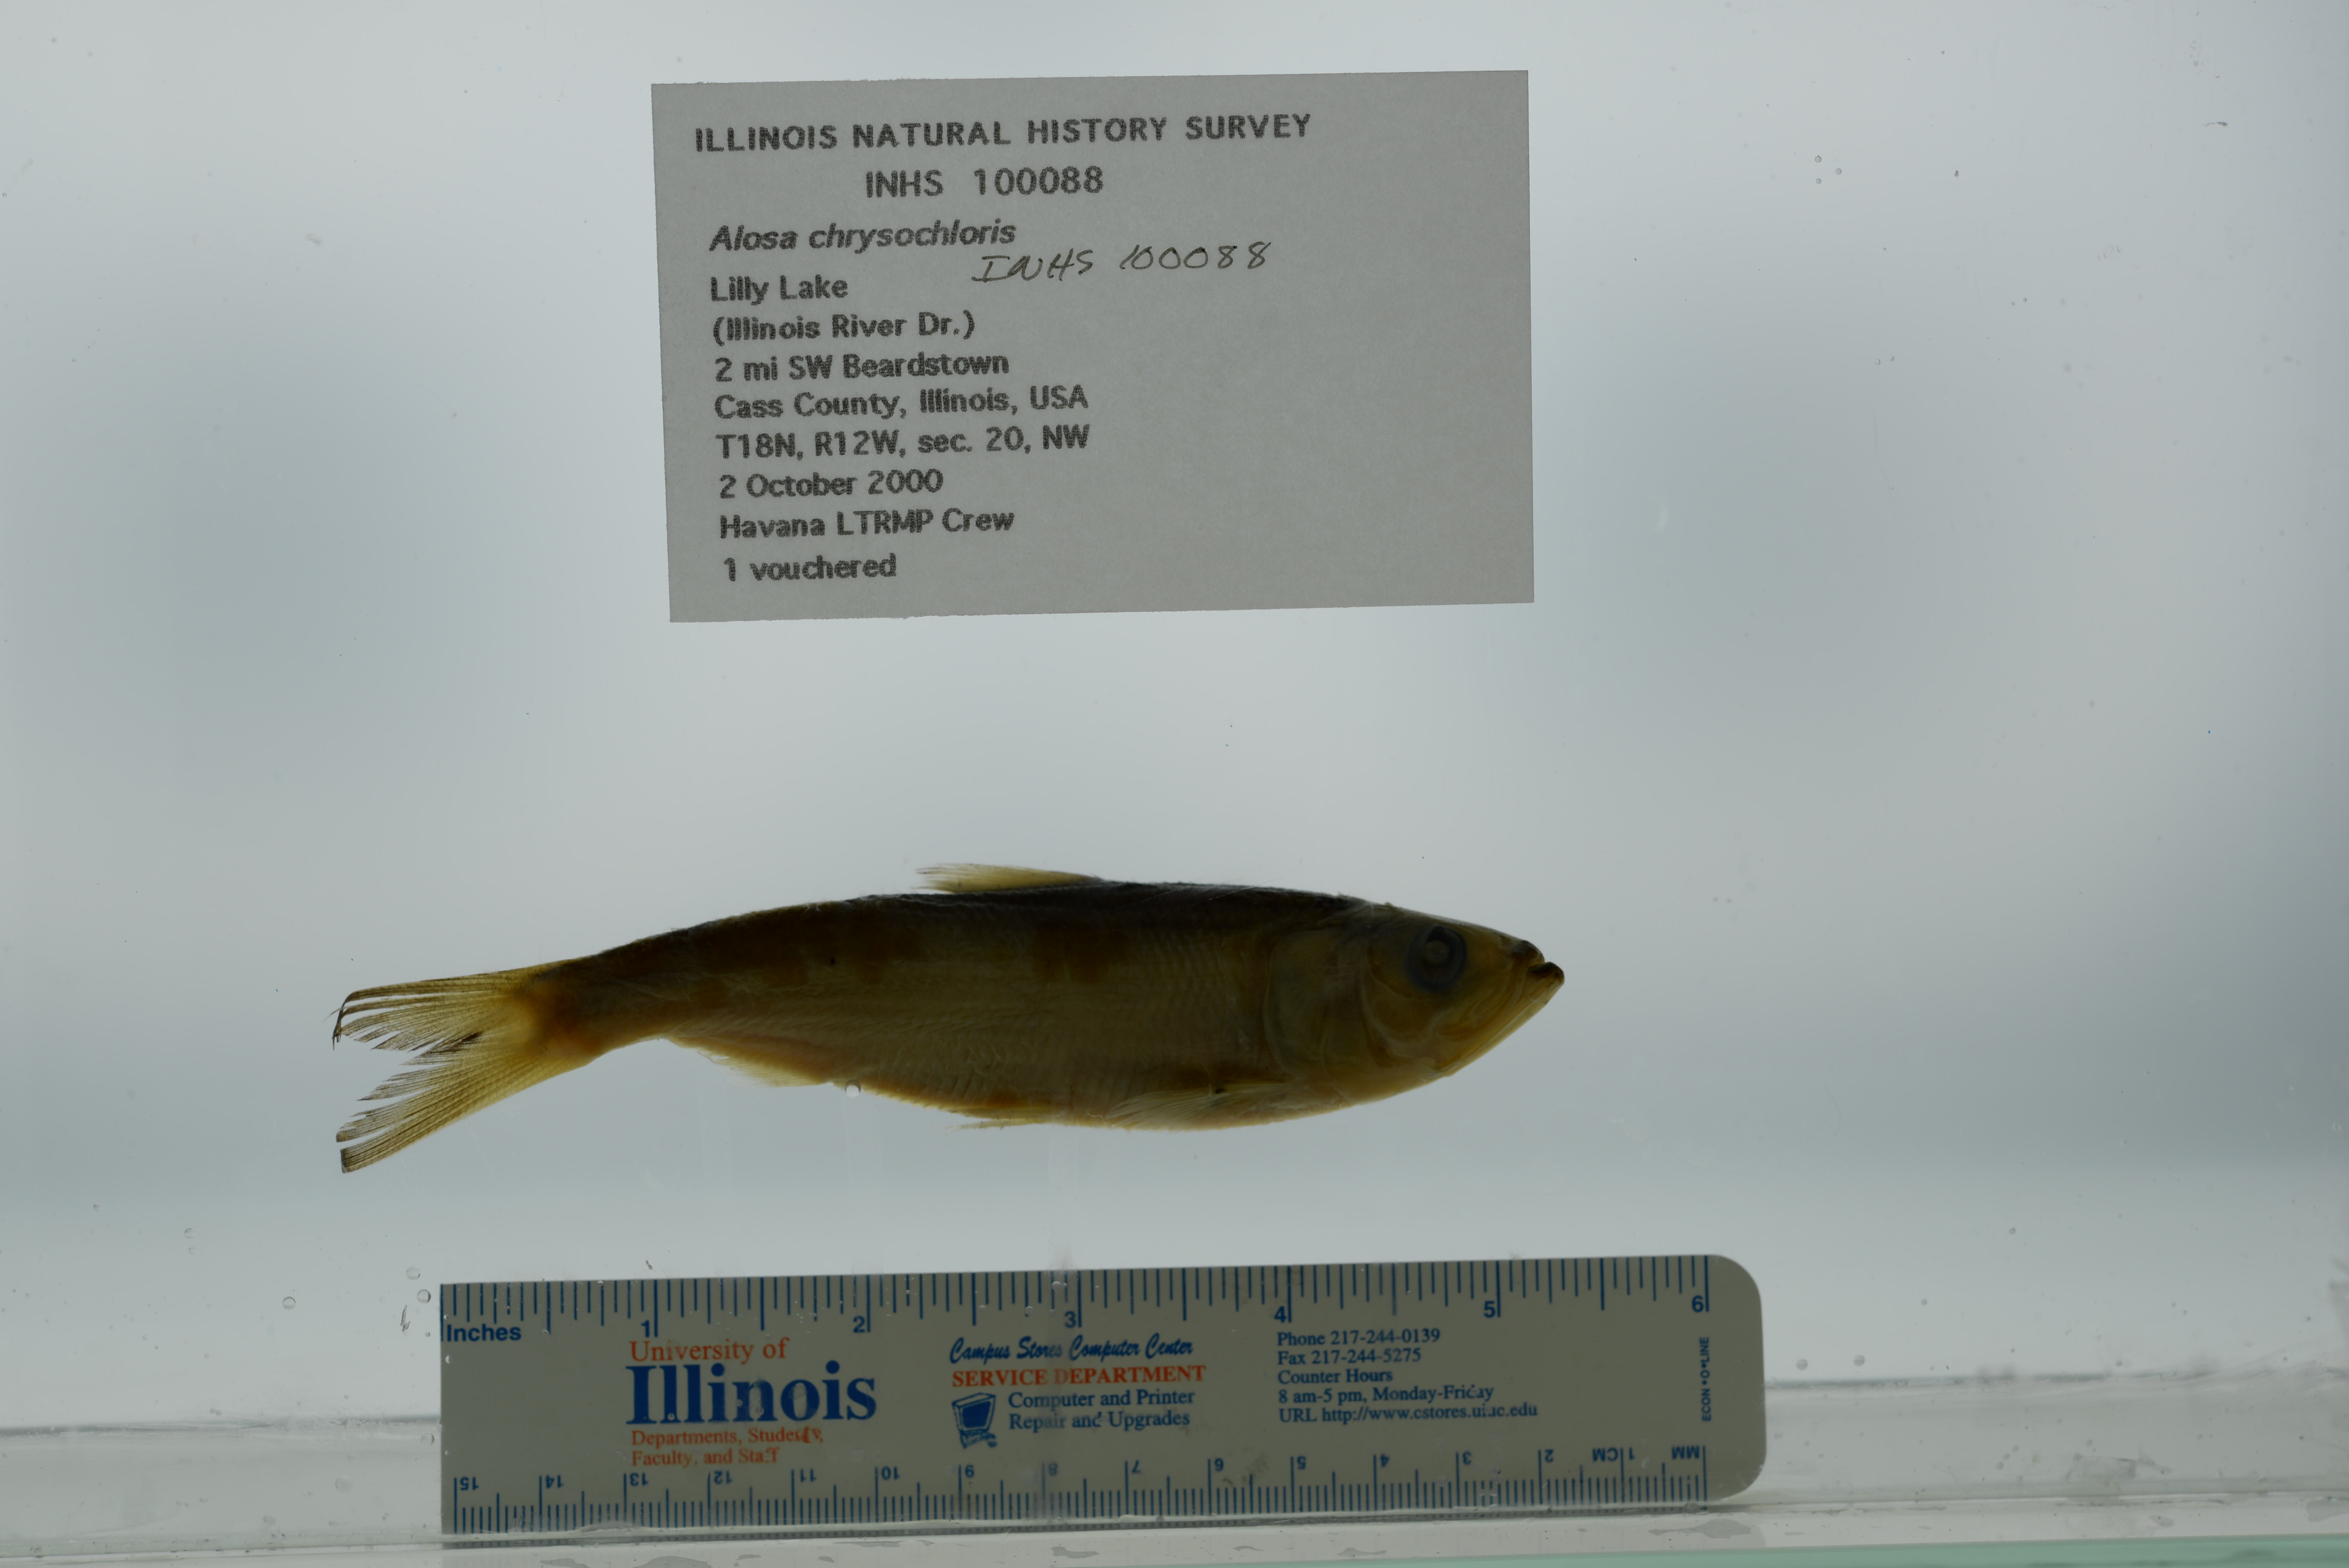 ILLINOIS NATURAL HISTORY SURVEY
INHS 100088
Alosa chrysochloris
INHS 100088
Lilly Lake
(Illinois River Dr.)
2 mi SW Beardstown
Cass County, Illinois, USA
T18N, R12W, sec. 20, NW
2 October 2000
Havana LTRMP Crew
1 vouchered
Inches 1 2 3 4 5 6
University of
Illinois
Departments, Students,
Faculty, and Staff
Campus Stores Computer Center
SERVICE DEPARTMENT
Computer and Printer
Repair and Upgrades
Phone 217-244-0139
Fax 217-244-5275
Counter Hours
8 am-5 pm, Monday-Friday
URL http://www.cstores.uiuc.edu
ECON•O•LINE
15 14 13 12 11 10 9 8 7 6 5 4 3 2 1 CM MM